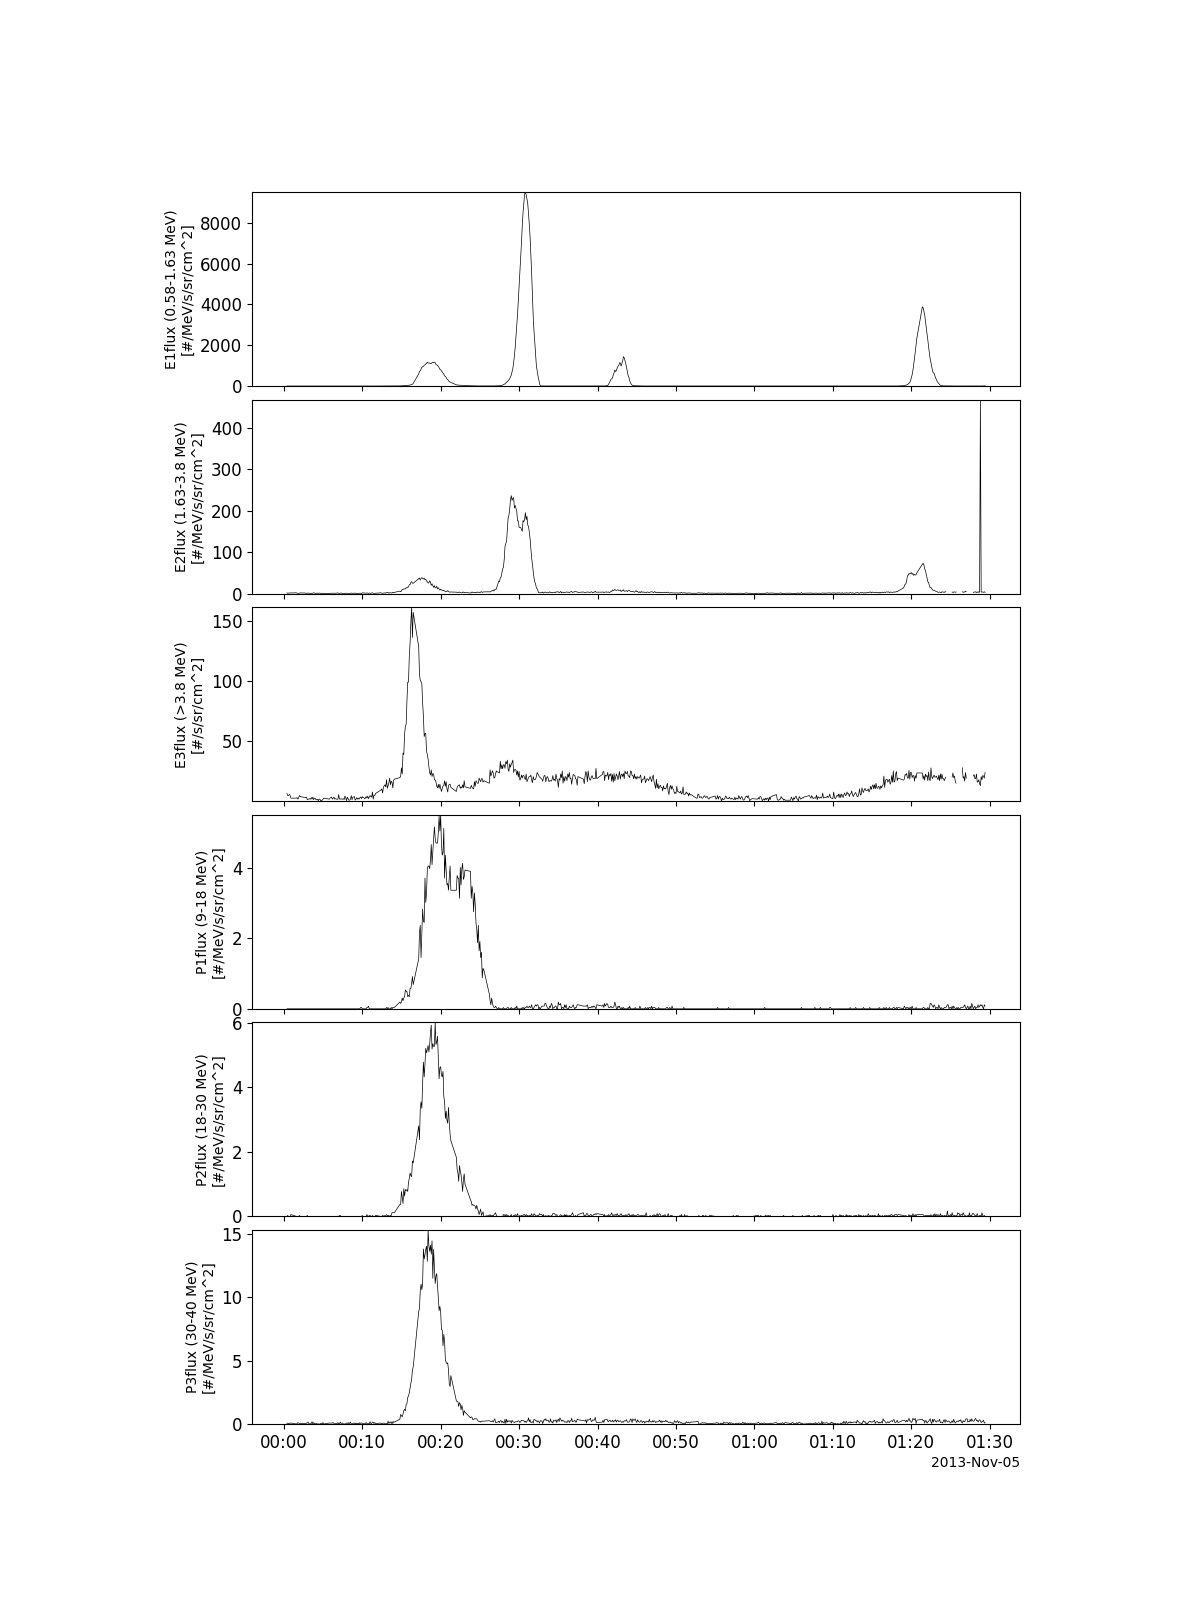 E1flux (0.58-1.63 MeV)
[#/MeV/s/sr/cm^2]
8000
6000
4000
2000
0
E2flux (1.63-3.8 MeV)
[#/MeV/s/sr/cm^2]
400
300
200
100
0
E3flux (>3.8 MeV)
[#/s/sr/cm^2]
150
100
50
P1flux (9-18 MeV)
[#/MeV/s/sr/cm^2]
4
2
0
P2flux (18-30 MeV)
[#/MeV/s/sr/cm^2]
6
4
2
0
P3flux (30-40 MeV)
[#/MeV/s/sr/cm^2]
15
10
5
0
00:00 00:10 00:20 00:30 00:40 00:50 01:00 01:10 01:20 01:30
2013-Nov-05